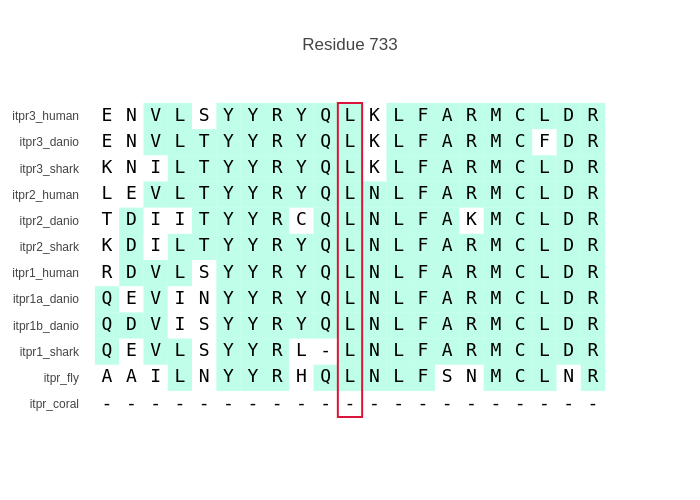 Residue 733
itpr3_human E N V L S Y Y R Y Q L K L F A R M C L D R
itpr3_danio E N V L T Y Y R Y Q L K L F A R M C F D R
itpr3_shark K N I L T Y Y R Y Q L K L F A R M C L D R
itpr2_human L E V L T Y Y R Y Q L N L F A R M C L D R
itpr2_danio T D I I T Y Y R C Q L N L F A K M C L D R
itpr2_shark K D I L T Y Y R Y Q L N L F A R M C L D R
itpr1_human R D V L S Y Y R Y Q L N L F A R M C L D R
itpr1a_danio Q E V I N Y Y R Y Q L N L F A R M C L D R
itpr1b_danio Q D V I S Y Y R Y Q L N L F A R M C L D R
itpr1_shark Q E V L S Y Y R L - L N L F A R M C L D R
itpr_fly A A I L N Y Y R H Q L N L F S N M C L N R
itpr_coral - - - - - - - - - - - - - - - - - - - - -